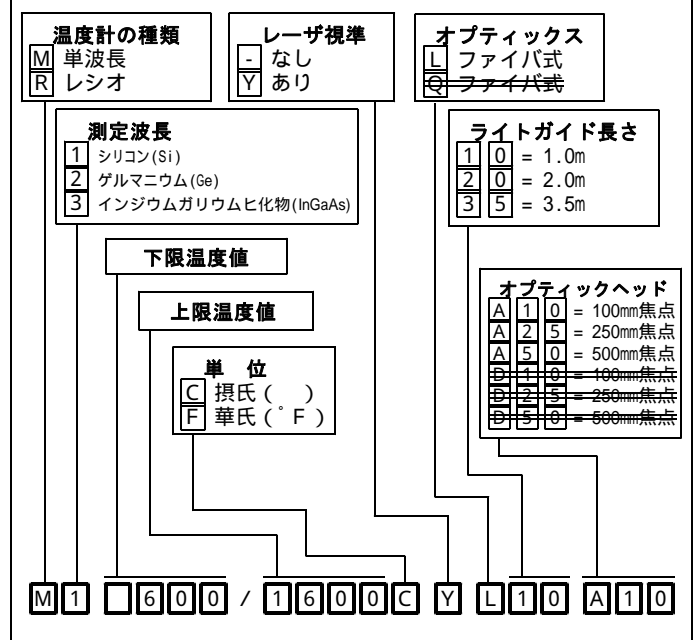 温度計の種類
M 単波長
R レシオ
レーザ視準
- なし
Y あり
オプティックス
L ファイバ式
Q ファイバ式
測定波長
1 シリコン(Si)
2 ゲルマニウム(Ge)
3 インジウムガリウムヒ化物(InGaAs)
ライトガイド長さ
1 0 = 1.0m
2 0 = 2.0m
3 5 = 3.5m
下限温度値
上限温度値
単 位
C 摂氏( )
F 華氏(°F)
オプティックヘッド
A 1 0 = 100mm焦点
A 2 5 = 250mm焦点
A 5 0 = 500mm焦点
D 1 0 = 100mm焦点
D 2 5 = 250mm焦点
D 5 0 = 500mm焦点
M 1 6 0 0 / 1 6 0 0 C Y L 1 0 A 1 0